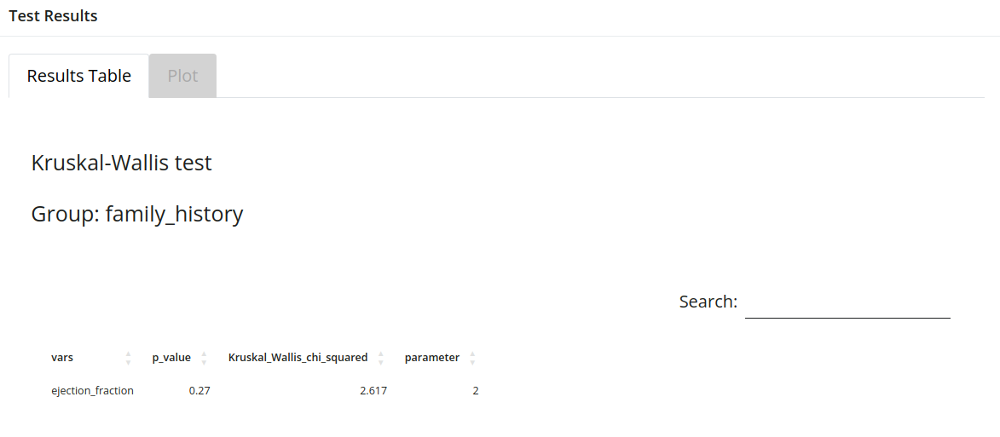 Test Results
Results Table Plot
Kruskal-Wallis test
Group: family_history
Search:
vars p_value Kruskal_Wallis_chi_squared parameter
ejection_fraction 0.27 2.617 2